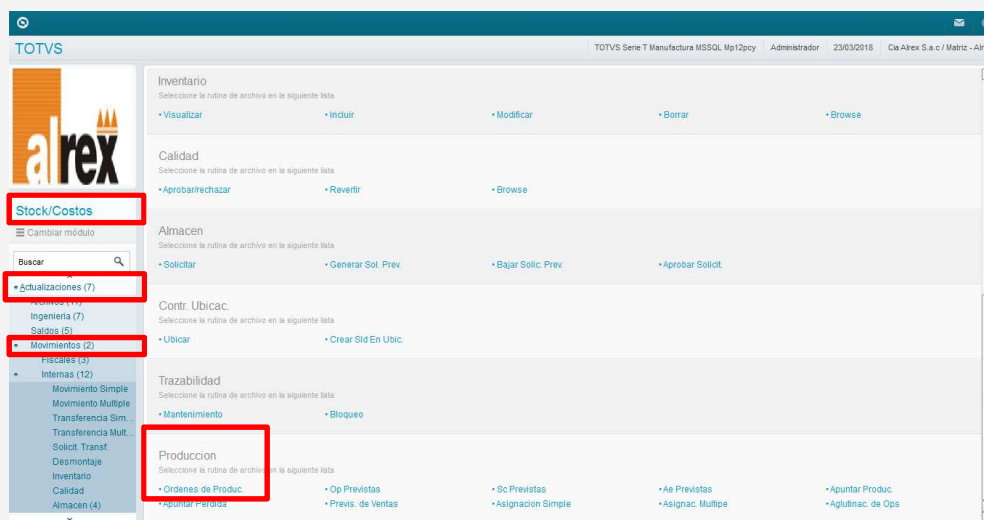 TOTVS
TOTVS Serie T Manufactura MSSQL Mp12pcy Administrador 23/03/2018 Cia Alrex S.a.c / Matriz - Alr
alrex
Stock/Costos
Cambiar módulo
Buscar
Actualizaciones (7)
Archivos (11)
Ingenieria (7)
Saldos (5)
Movimientos (2)
Fiscales (3)
Internas (12)
Movimiento Simple
Movimiento Multiple
Transferencia Sim...
Transferencia Mult...
Solicit. Transf.
Desmontaje
Inventario
Calidad
Almacen (4)
Inventario
Seleccione la rutina de archivo en la siguiente lista
• Visualizar • Incluir • Modificar • Borrar • Browse
Calidad
Seleccione la rutina de archivo en la siguiente lista
• Aprobar/rechazar • Revertir • Browse
Almacen
Seleccione la rutina de archivo en la siguiente lista
• Solicitar • Generar Sol. Prev. • Bajar Solic. Prev. • Aprobar Solicit.
Contr. Ubicac.
Seleccione la rutina de archivo en la siguiente lista
• Ubicar • Crear Sld En Ubic.
Trazabilidad
Seleccione la rutina de archivo en la siguiente lista
• Mantenimiento • Bloqueo
Produccion
Seleccione la rutina de archivo en la siguiente lista
• Ordenes de Produc. • Op Previstas • Sc Previstas • Ae Previstas • Apuntar Produc.
• Apuntar Perdida • Previs. de Ventas • Asignacion Simple • Asignac. Multipe • Aglutinac. de Ops